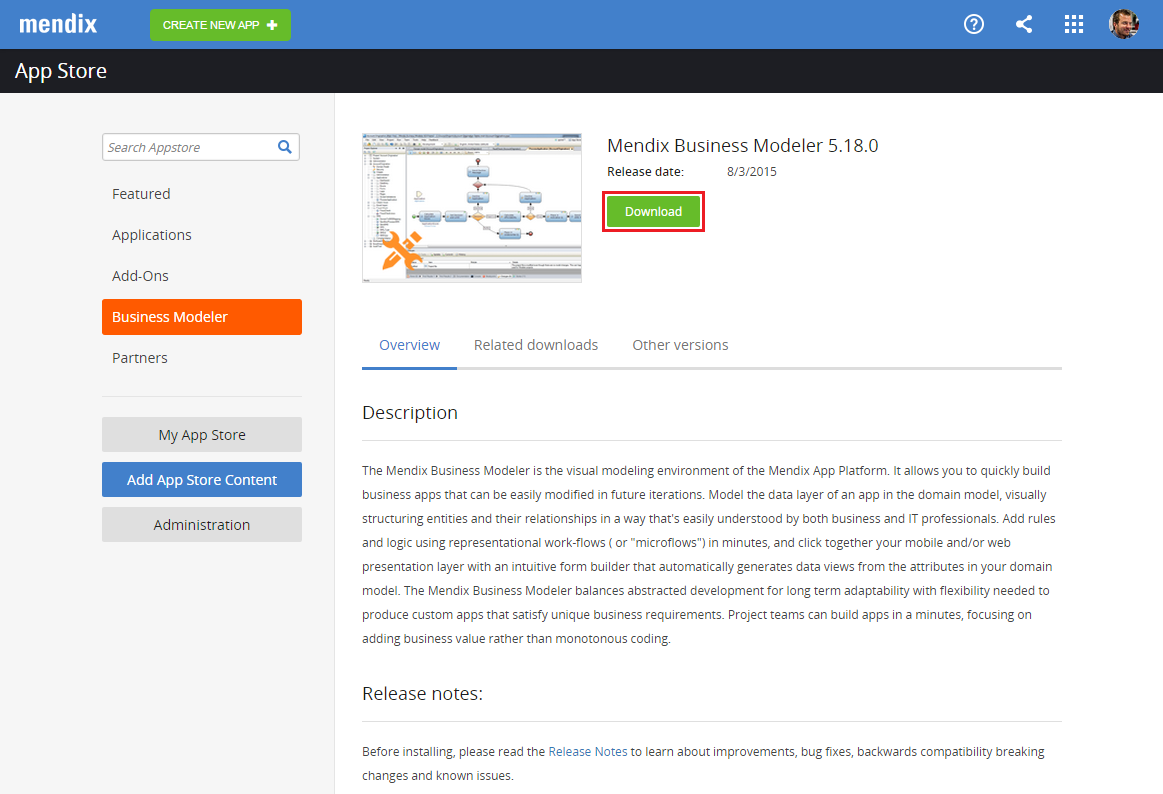 mendix
CREATE NEW APP +
App Store
Search Appstore
Featured
Applications
Add-Ons
Business Modeler
Partners
My App Store
Add App Store Content
Administration
Mendix Business Modeler 5.18.0
Release date: 8/3/2015
Download
Overview Related downloads Other versions
Description
The Mendix Business Modeler is the visual modeling environment of the Mendix App Platform. It allows you to quickly build
business apps that can be easily modified in future iterations. Model the data layer of an app in the domain model, visually
structuring entities and their relationships in a way that's easily understood by both business and IT professionals. Add rules
and logic using representational work-flows ( or "microflows") in minutes, and click together your mobile and/or web
presentation layer with an intuitive form builder that automatically generates data views from the attributes in your domain
model. The Mendix Business Modeler balances abstracted development for long term adaptability with flexibility needed to
produce custom apps that satisfy unique business requirements. Project teams can build apps in a minutes, focusing on
adding business value rather than monotonous coding.
Release notes:
Before installing, please read the Release Notes to learn about improvements, bug fixes, backwards compatibility breaking
changes and known issues.